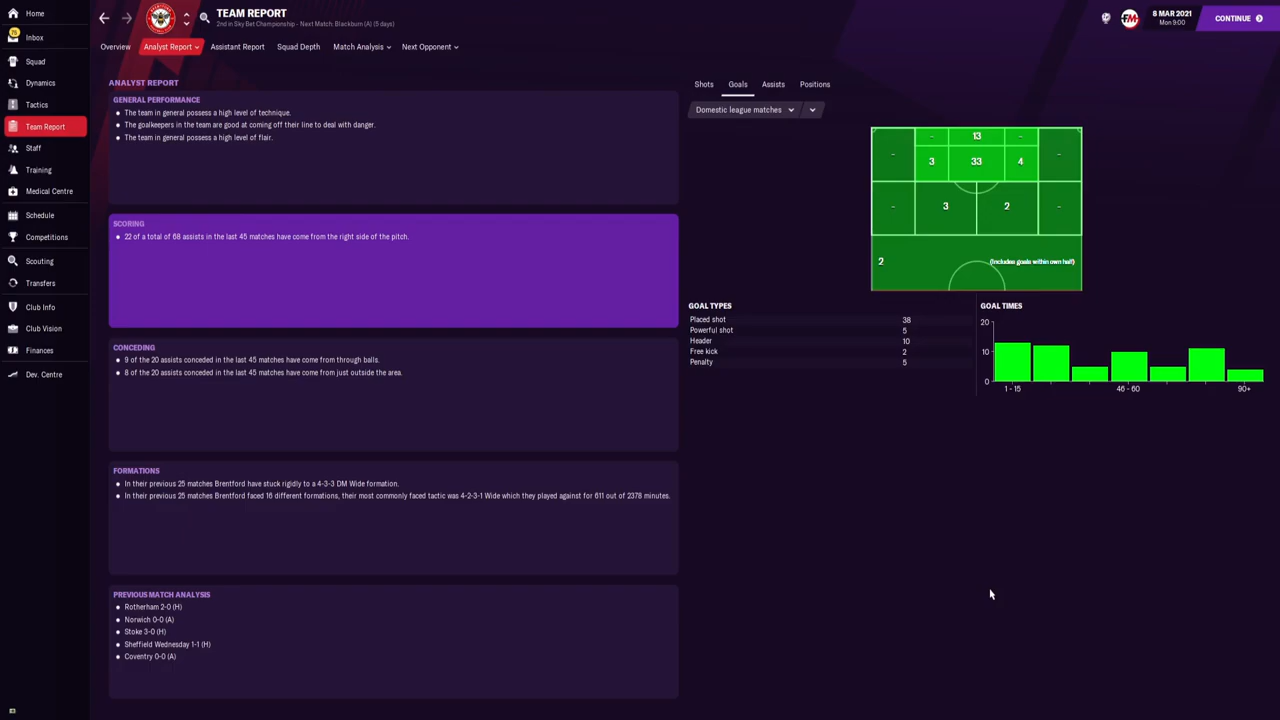 Home
Inbox
Squad
Dynamics
Tactics
Team Report
Staff
Training
Medical Centre
Schedule
Competitions
Scouting
Transfers
Club Info
Club Vision
Finances
Dev. Centre
TEAM REPORT
2nd in Sky Bet Championship - Next Match: Blackburn (A) (5 days)
FM
8 MAR 2021
Mon 9:00
CONTINUE
Overview
Analyst Report
Assistant Report
Squad Depth
Match Analysis
Next Opponent
ANALYST REPORT
GENERAL PERFORMANCE
The team in general possess a high level of technique.
The goalkeepers in the team are good at coming off their line to deal with danger.
The team in general possess a high level of flair.
SCORING
22 of a total of 68 assists in the last 45 matches have come from the right side of the pitch.
CONCEDING
9 of the 20 assists conceded in the last 45 matches have come from through balls.
8 of the 20 assists conceded in the last 45 matches have come from just outside the area.
FORMATIONS
In their previous 25 matches Brentford have stuck rigidly to a 4-3-3 DM Wide formation.
In their previous 25 matches Brentford faced 16 different formations, their most commonly faced tactic was 4-2-3-1 Wide which they played against for 611 out of 2378 minutes.
PREVIOUS MATCH ANALYSIS
Rotherham 2-0 (H)
Norwich 0-0 (A)
Stoke 3-0 (H)
Sheffield Wednesday 1-1 (H)
Coventry 0-0 (A)
Shots
Goals
Assists
Positions
Domestic league matches
- 13 -
- 3 33 4 -
- 3 2 -
2 (Includes goals within own half)
GOAL TYPES
Placed shot 38
Powerful shot 5
Header 10
Free kick 2
Penalty 5
GOAL TIMES
20
10
0
1 - 15
46 - 60
90+